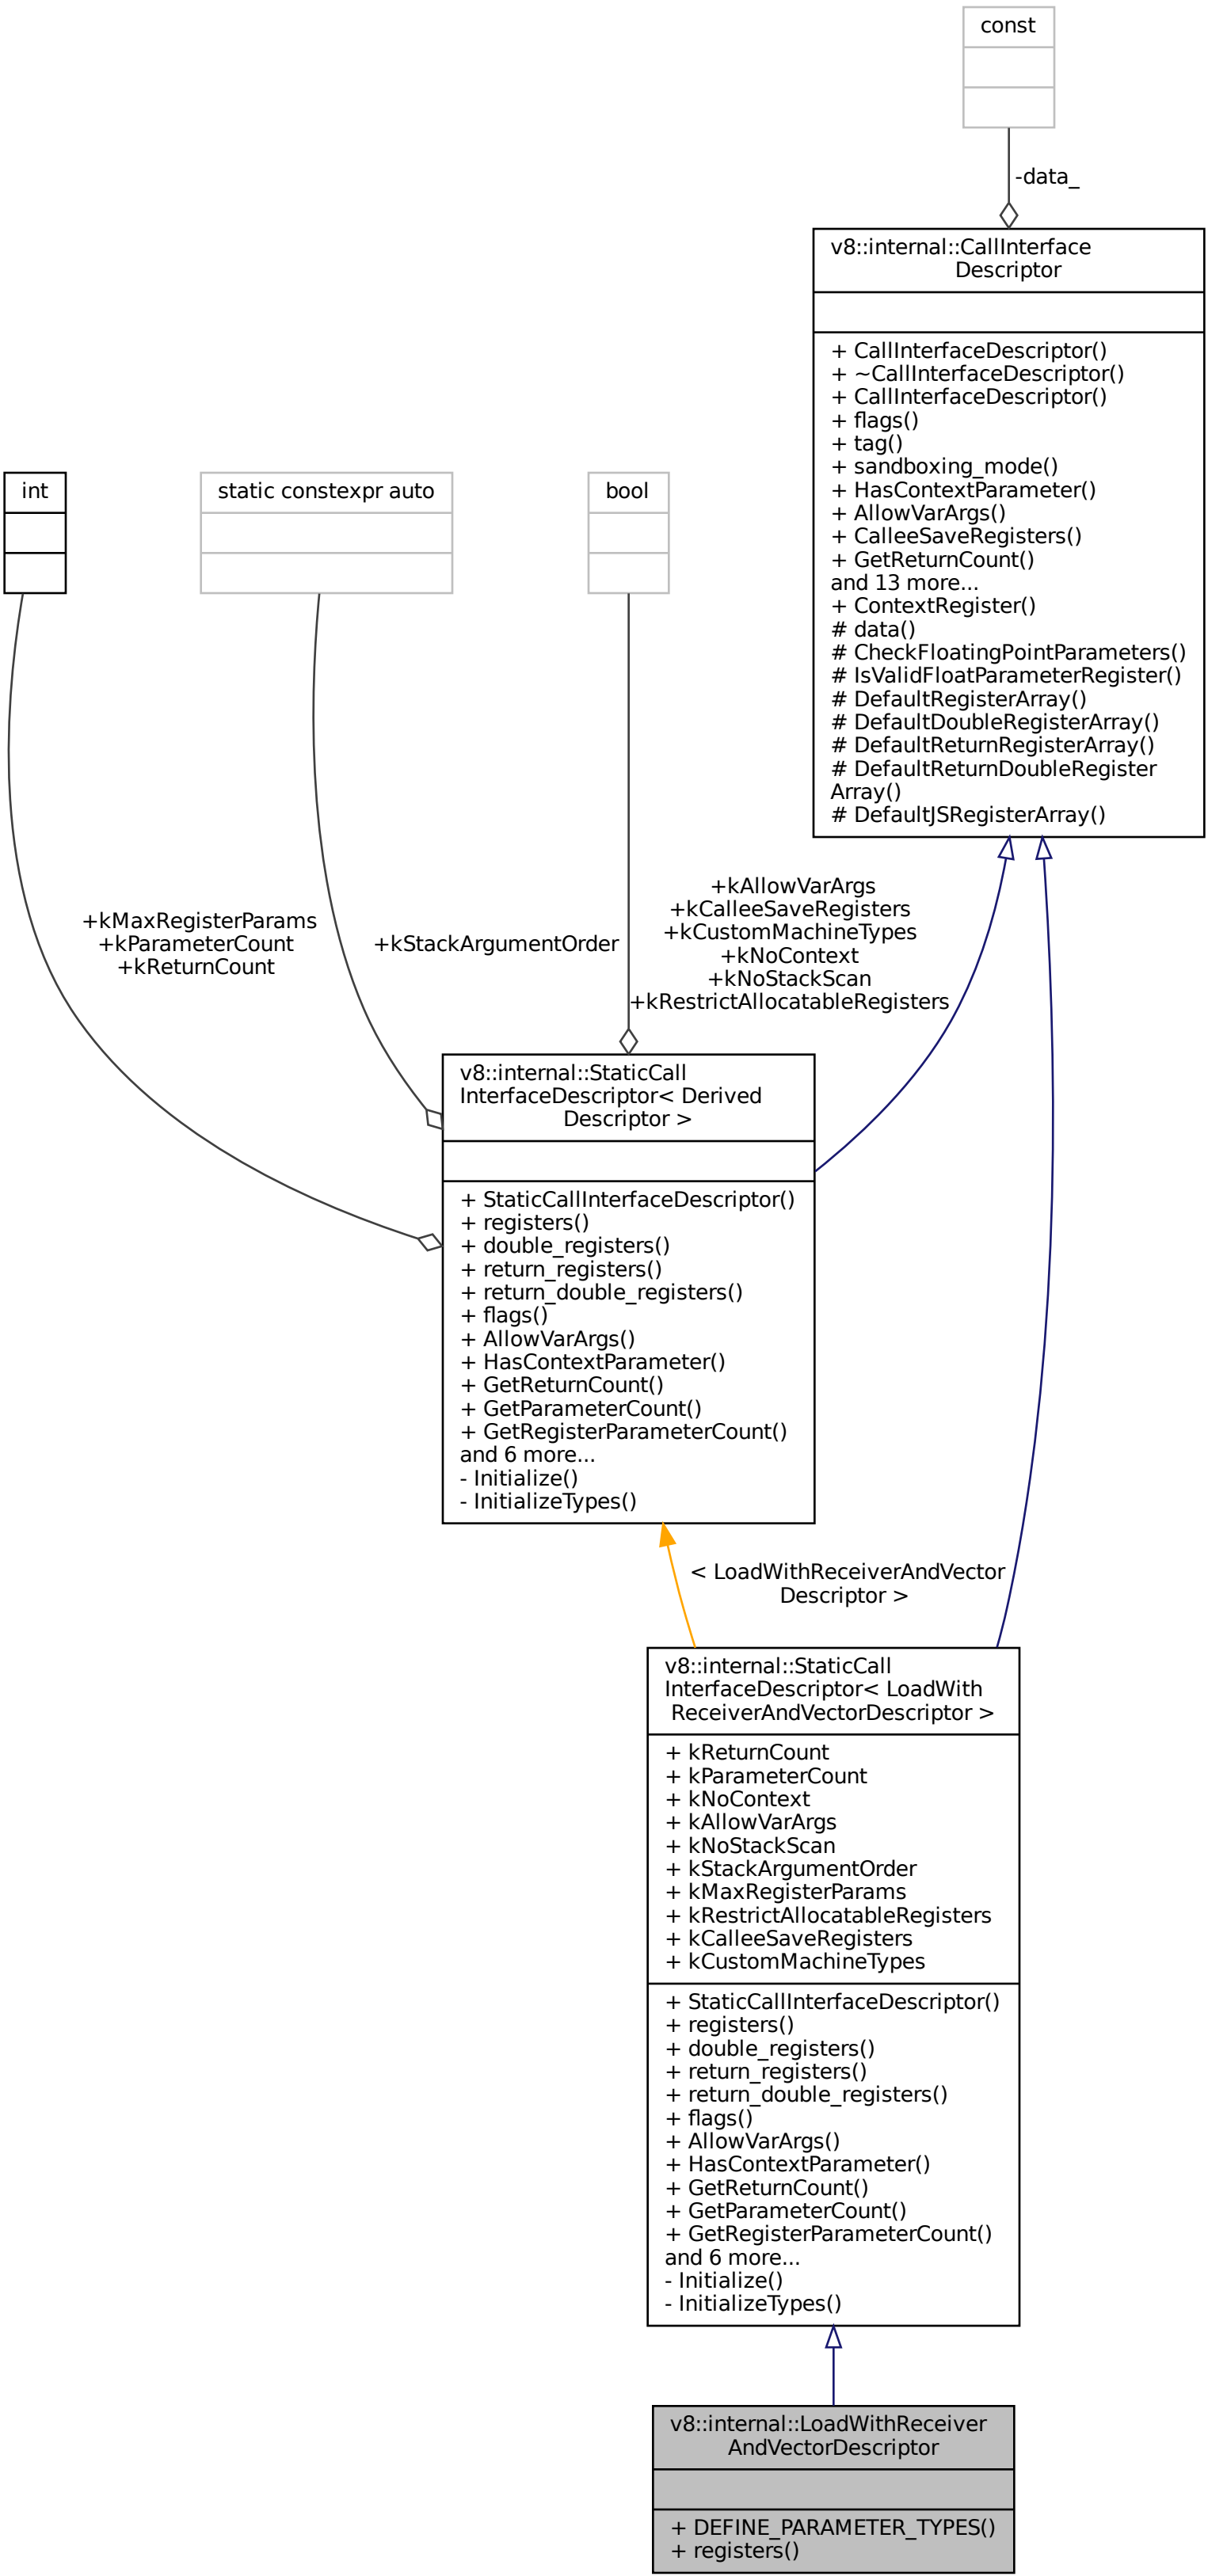 const
-data_
v8::internal::CallInterface
Descriptor
+ CallInterfaceDescriptor()
+ ~CallInterfaceDescriptor()
+ CallInterfaceDescriptor()
+ flags()
+ tag()
+ sandboxing_mode()
+ HasContextParameter()
+ AllowVarArgs()
+ CalleeSaveRegisters()
+ GetReturnCount()
and 13 more...
+ ContextRegister()
# data()
# CheckFloatingPointParameters()
# IsValidFloatParameterRegister()
# DefaultRegisterArray()
# DefaultDoubleRegisterArray()
# DefaultReturnRegisterArray()
# DefaultReturnDoubleRegister
Array()
# DefaultJSRegisterArray()
int
static constexpr auto
bool
+kMaxRegisterParams
+kParameterCount
+kReturnCount
+kStackArgumentOrder
+kAllowVarArgs
+kCalleeSaveRegisters
+kCustomMachineTypes
+kNoContext
+kNoStackScan
+kRestrictAllocatableRegisters
v8::internal::StaticCall
InterfaceDescriptor< Derived
Descriptor >
+ StaticCallInterfaceDescriptor()
+ registers()
+ double_registers()
+ return_registers()
+ return_double_registers()
+ flags()
+ AllowVarArgs()
+ HasContextParameter()
+ GetReturnCount()
+ GetParameterCount()
+ GetRegisterParameterCount()
and 6 more...
- Initialize()
- InitializeTypes()
< LoadWithReceiverAndVector
Descriptor >
v8::internal::StaticCall
InterfaceDescriptor< LoadWith
ReceiverAndVectorDescriptor >
+ kReturnCount
+ kParameterCount
+ kNoContext
+ kAllowVarArgs
+ kNoStackScan
+ kStackArgumentOrder
+ kMaxRegisterParams
+ kRestrictAllocatableRegisters
+ kCalleeSaveRegisters
+ kCustomMachineTypes
+ StaticCallInterfaceDescriptor()
+ registers()
+ double_registers()
+ return_registers()
+ return_double_registers()
+ flags()
+ AllowVarArgs()
+ HasContextParameter()
+ GetReturnCount()
+ GetParameterCount()
+ GetRegisterParameterCount()
and 6 more...
- Initialize()
- InitializeTypes()
v8::internal::LoadWithReceiver
AndVectorDescriptor
+ DEFINE_PARAMETER_TYPES()
+ registers()